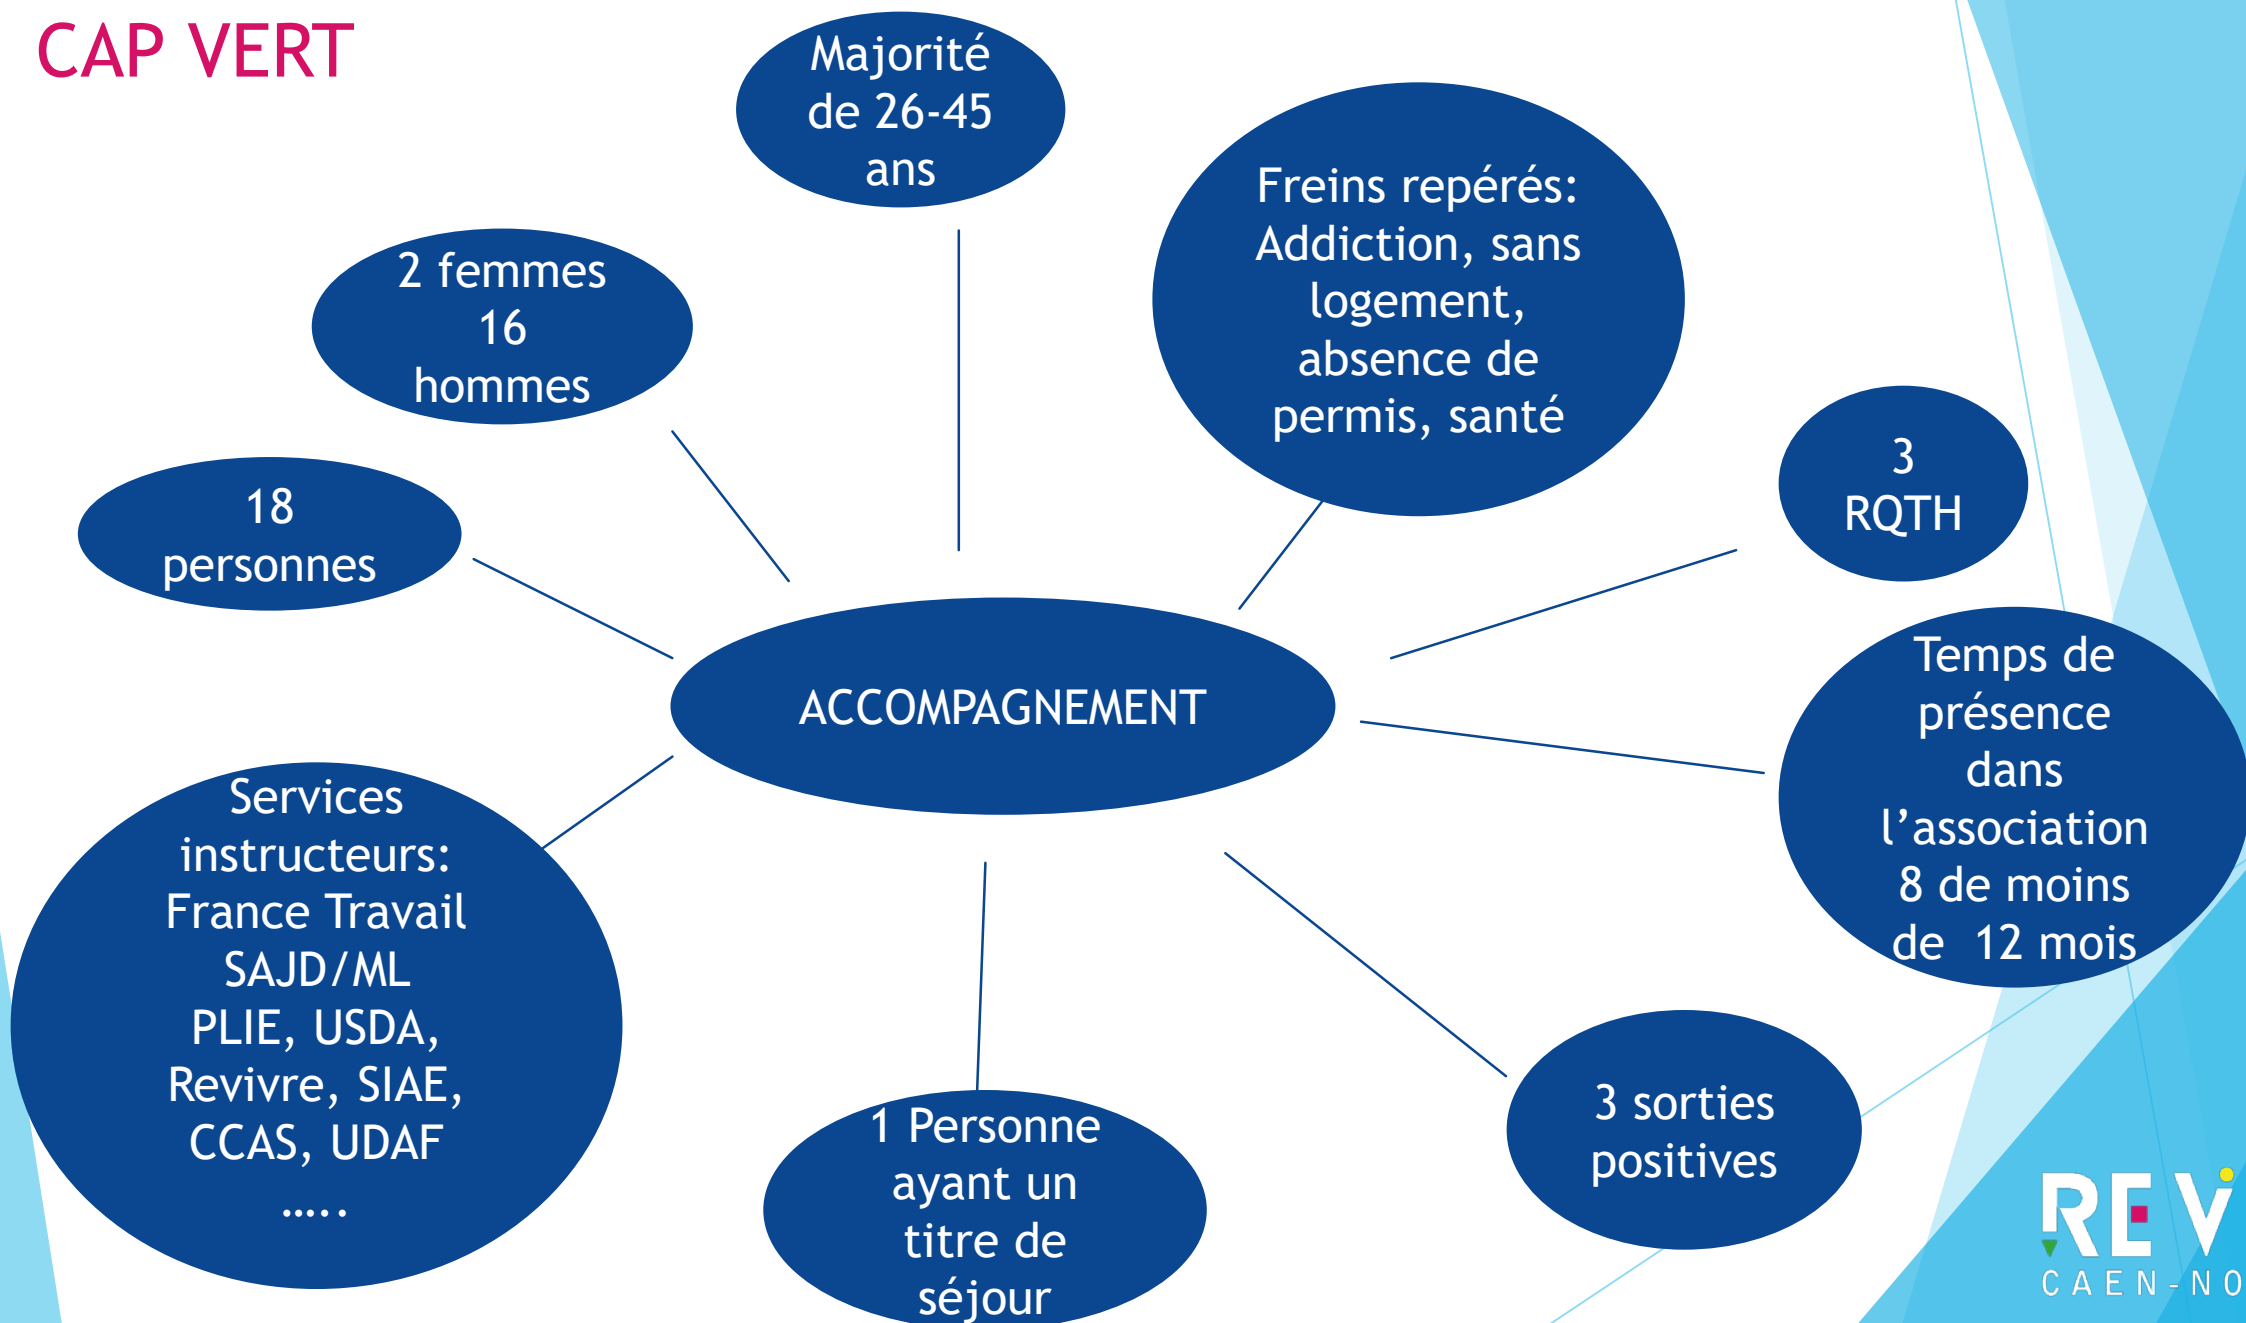 CAP VERT
Majorité
de 26-45
ans
2 femmes
16
hommes
Freins repérés:
Addiction, sans
logement,
absence de
permis, santé
18
personnes
3
RQTH
ACCOMPAGNEMENT
Temps de
présence
dans
l’association
8 de moins
de  12 mois
Services
instructeurs:
France Travail
SAJD/ML
PLIE, USDA,
Revivre, SIAE,
CCAS, UDAF
…..
1 Personne
ayant un
titre de
séjour
3 sorties
positives
REVi
CAEN-NO